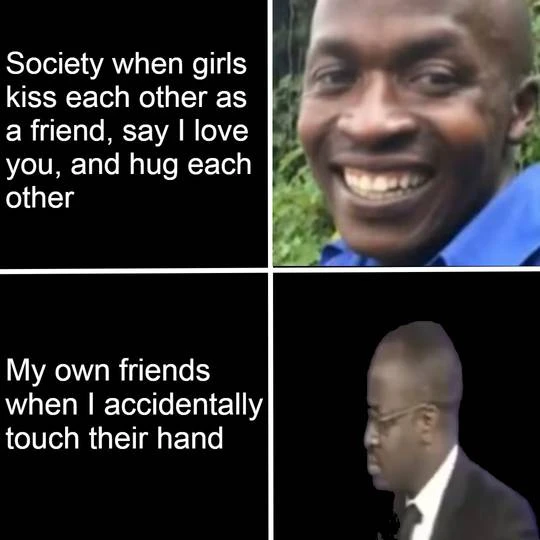 Society when girls
kiss each other as
a friend, say I love
you, and hug each
other
My own friends
when I accidentally
touch their hand